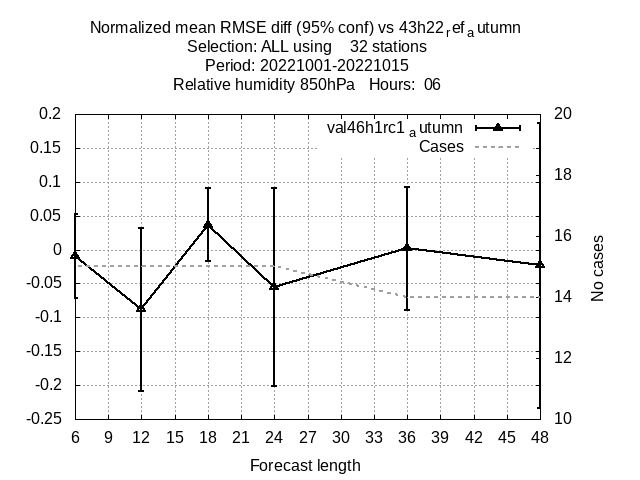 Normalized mean RMSE diff (95% conf) vs 43h22refautumn
Selection: ALL using 32 stations
Period: 20221001-20221015
Relative humidity 850hPa Hours: 06
val46h1rc1autumn
Cases
0.2
0.15
0.1
0.05
0
-0.05
-0.1
-0.15
-0.2
-0.25
20
18
16
14
12
10
No cases
6 9 12 15 18 21 24 27 30 33 36 39 42 45 48
Forecast length